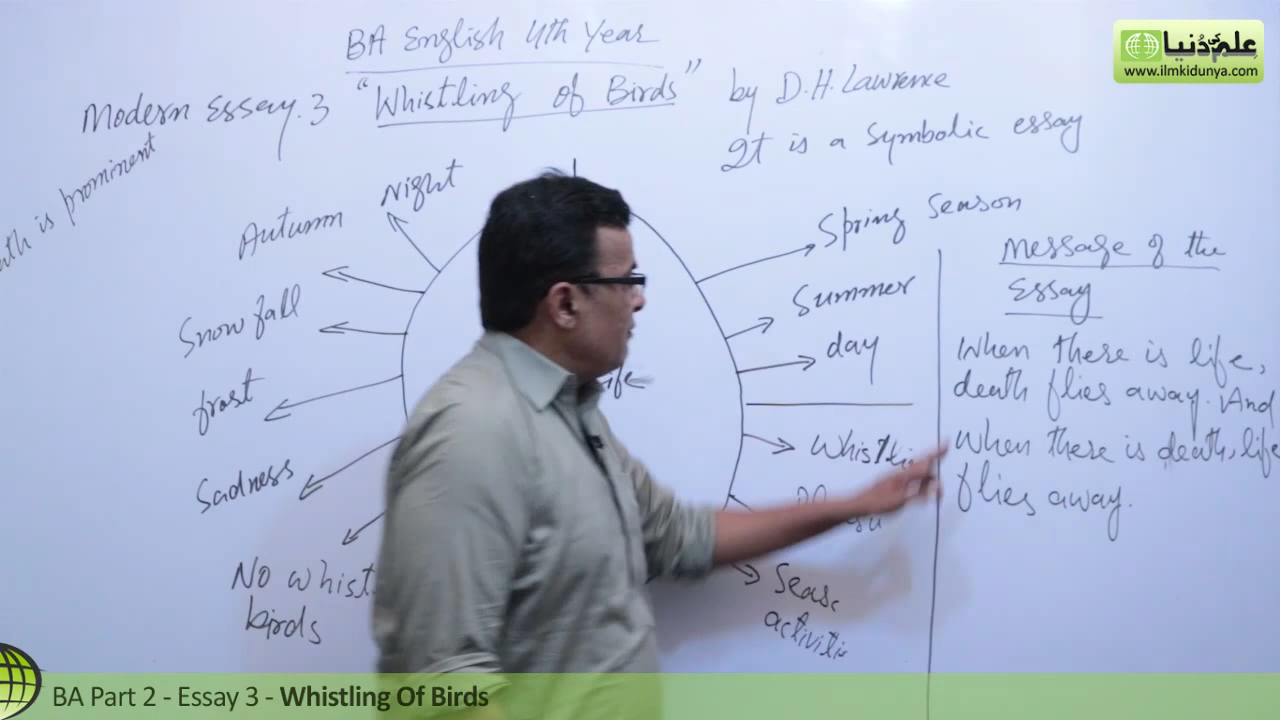 BA English 4th Year
Modern Essay.3 "Whistling of Birds" by D.H. Lawrence
It is a symbolic essay
is prominent
Night
Autumn
Snow fall
frost
Sadness
No whist
birds
Spring Season
Summer
day
activiti
Message of the
Essay
When there is life,
death flies away. And
When there is death, life
flies away.
علم کی دُنیا
www.ilmkidunya.com
BA Part 2 - Essay 3 - Whistling Of Birds